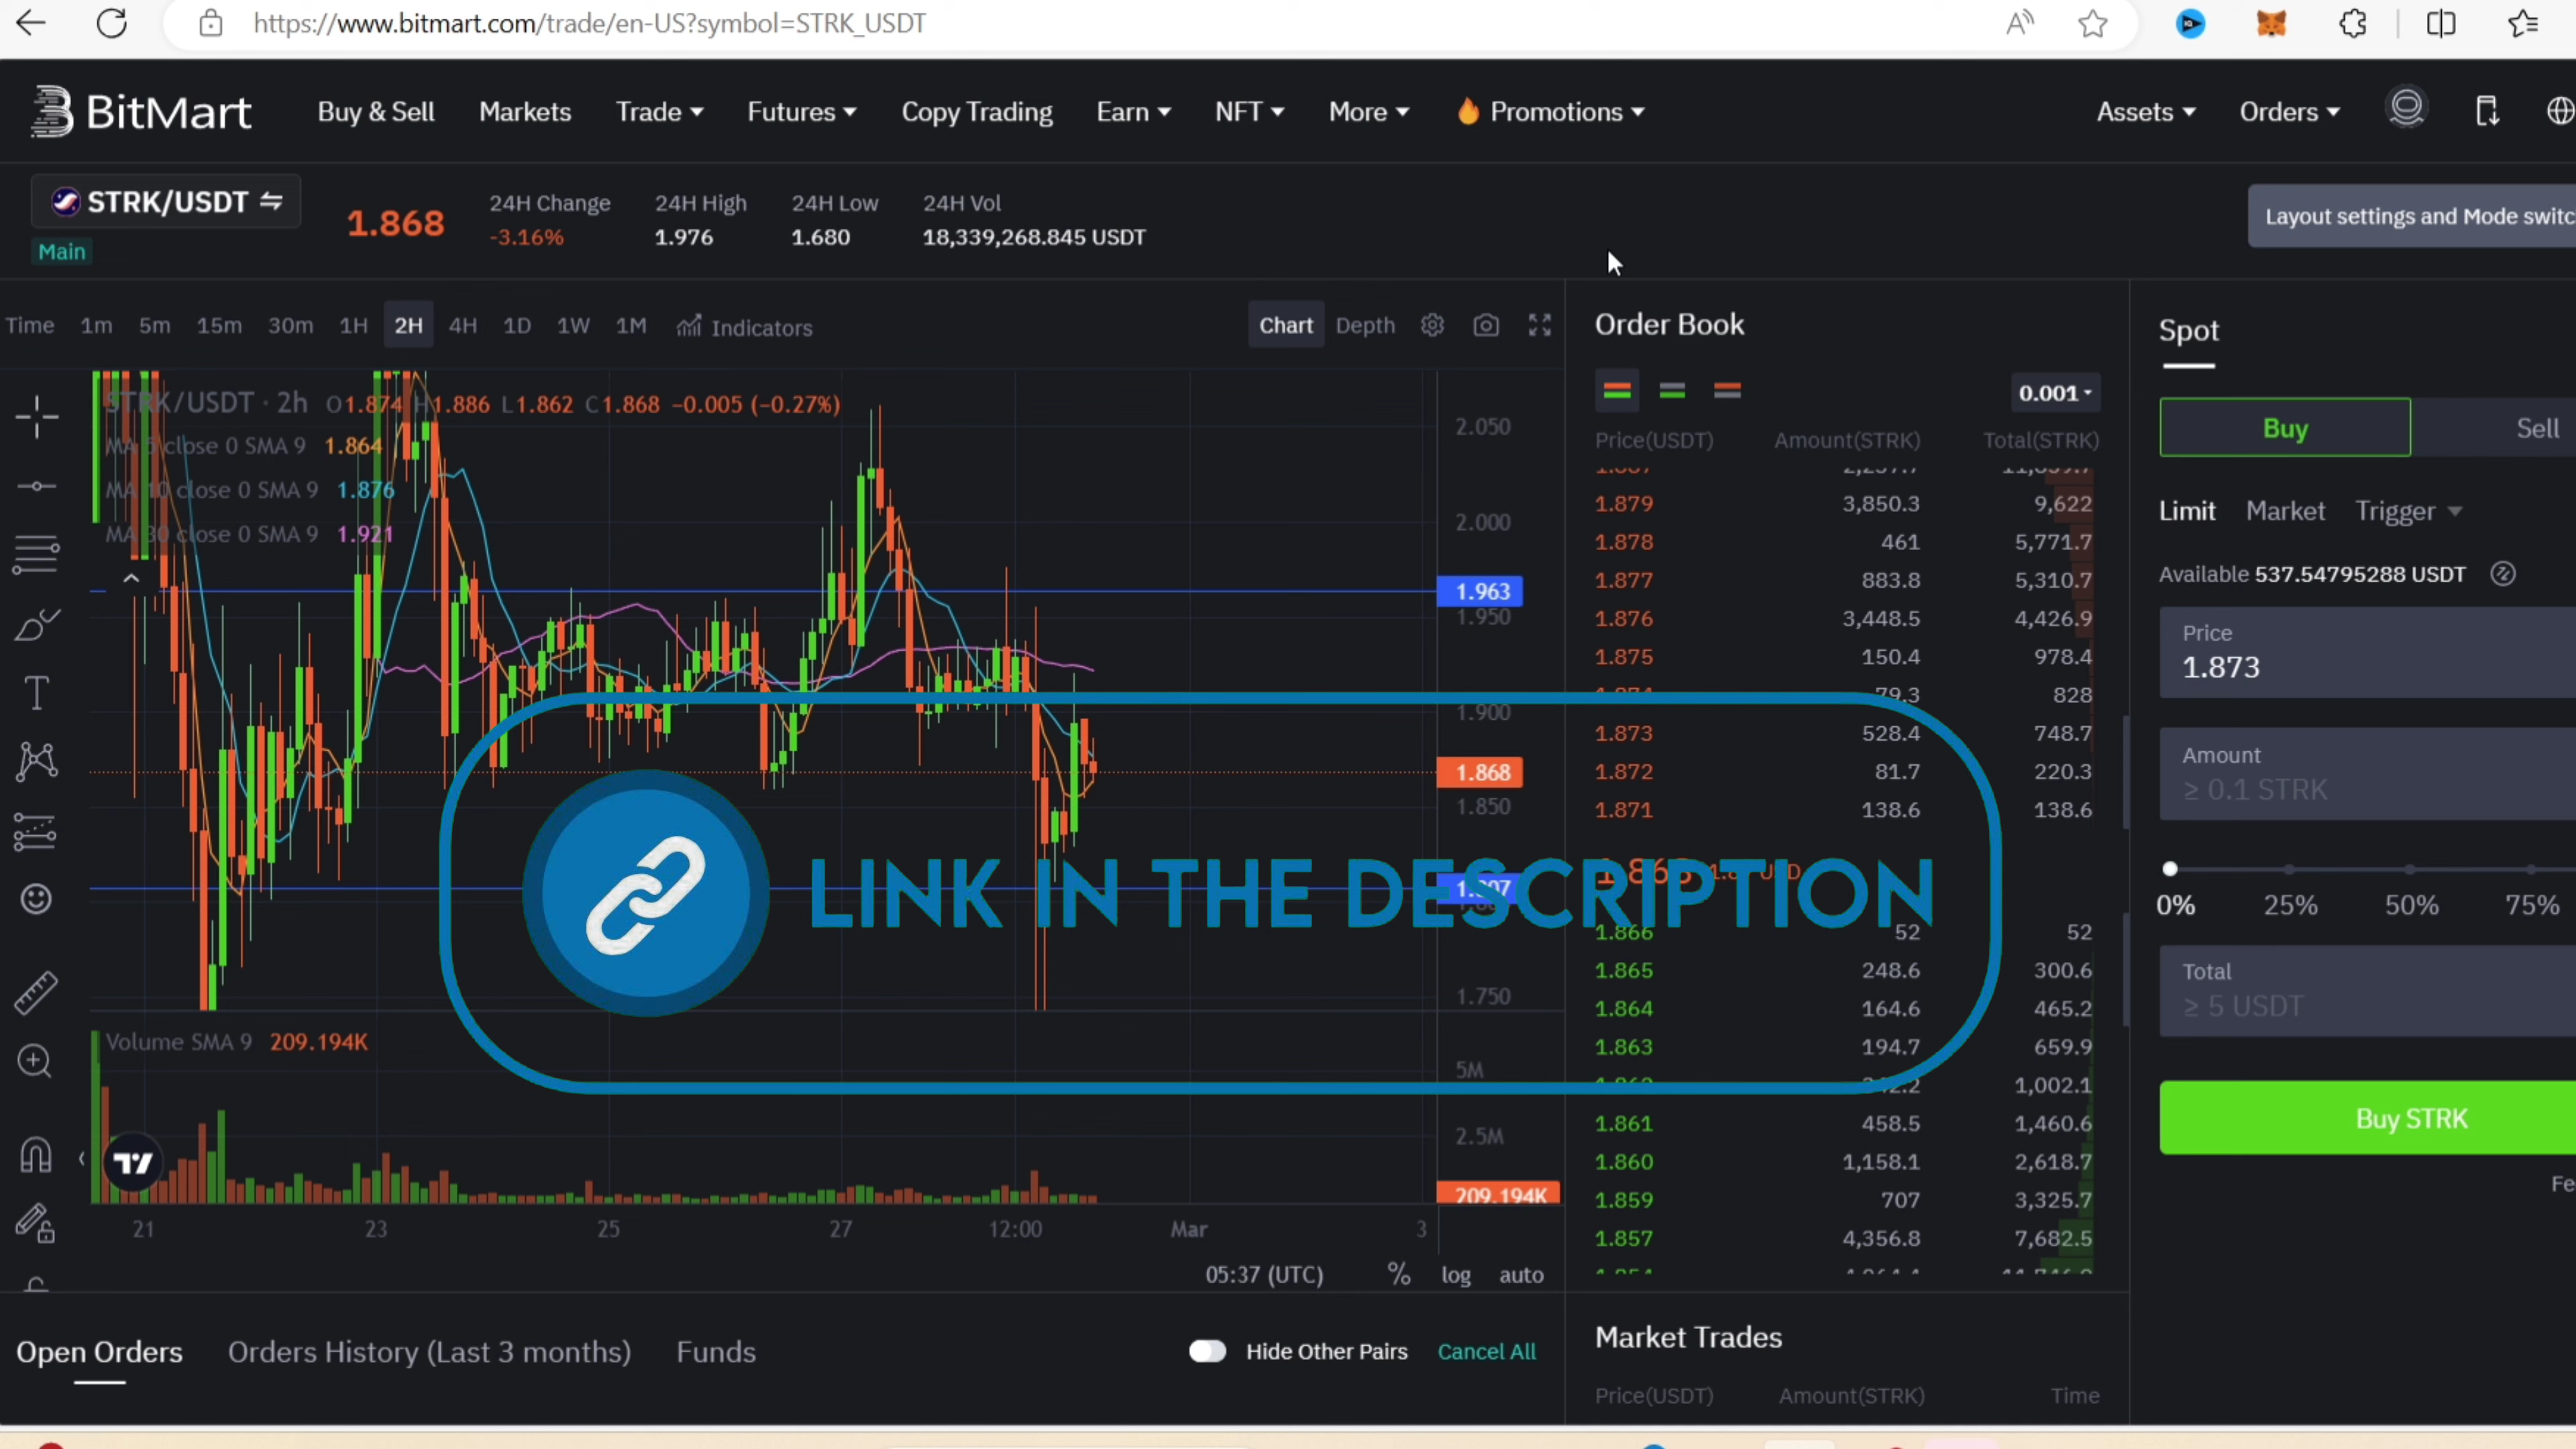 https://www.bitmart.com/trade/en-US?symbol=STRK_USDT
BitMart Buy & Sell Markets Trade Futures Copy Trading Earn NFT More Promotions Assets Orders
STRK/USDT
Main
1.868
24H Change 24H High 24H Low 24H Vol
-3.16% 1.976 1.680 18,339,268.845 USDT
Layout settings and Mode
Time 1m 5m 15m 30m 1H 2H 4H 1D 1W 1M Indicators Chart Depth
STRK/USDT · 2h O1.874 H1.886 L1.862 C1.868 -0.005 (-0.27%)
MA 5 close 0 SMA 9 1.864
MA 10 close 0 SMA 9 1.876
MA 30 close 0 SMA 9 1.921
2.050
2.000
1.963
1.950
1.900
1.868
1.850
1.750
Volume SMA 9 209.194K
5M
2.5M
209.194K
21 23 25 27 12:00 Mar 3
05:37 (UTC) % log auto
Order Book
0.001
Price(USDT) Amount(STRK) Total(STRK)
1.879 3,850.3 9,622
1.878 461 5,771.7
1.877 883.8 5,310.7
1.876 3,448.5 4,426.9
1.875 150.4 978.4
79.3 828
1.873 528.4 748.7
1.872 81.7 220.3
1.871 138.6 138.6
LINK IN THE DESCRIPTION
1.866 52 52
1.865 248.6 300.6
1.864 164.6 465.2
1.863 194.7 659.9
1,002.1
1.861 458.5 1,460.6
1.860 1,158.1 2,618.7
1.859 707 3,325.7
1.857 4,356.8 7,682.5
Spot
Buy Sell
Limit Market Trigger
Available 537.54795288 USDT
Price
1.873
Amount
≥ 0.1 STRK
0% 25% 50% 75%
Total
≥ 5 USDT
Buy STRK
Open Orders Orders History (Last 3 months) Funds Hide Other Pairs Cancel All
Market Trades
Price(USDT) Amount(STRK) Time